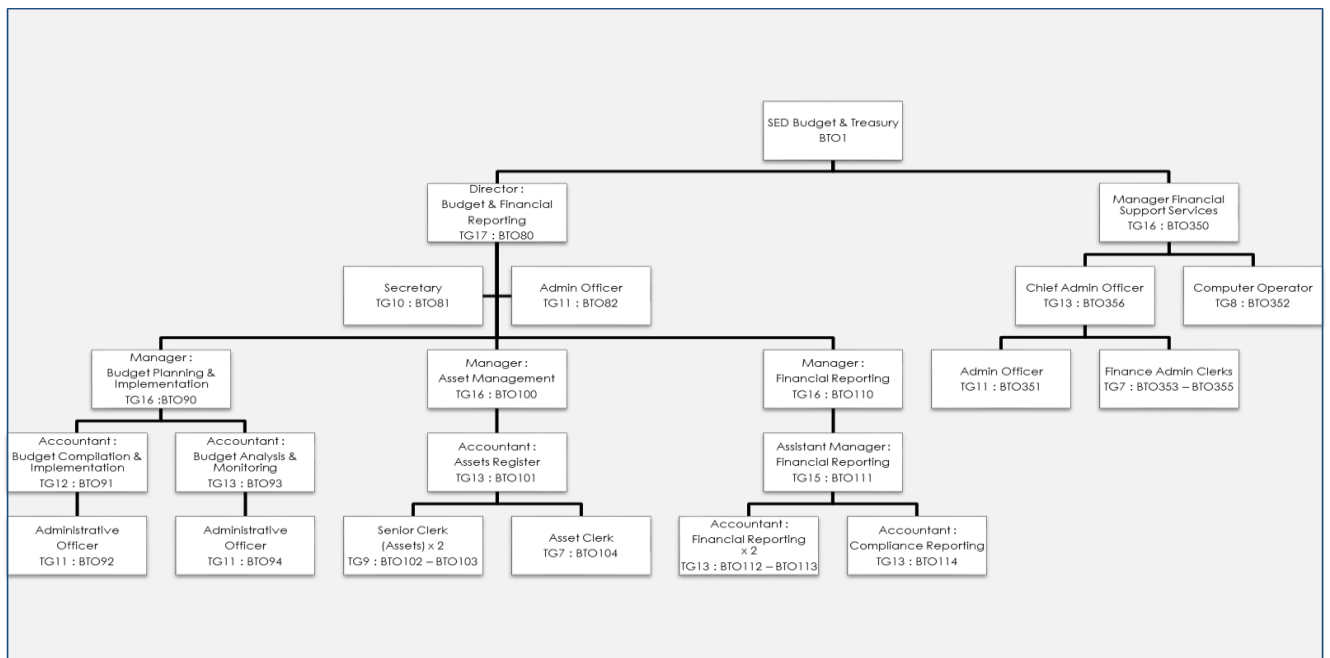 SED Budget & Treasury
BTO1
Director :
Budget & Financial
Reporting
TG17 : BTO80
Manager Financial
Support Services
TG16 : BTO350
Secretary
TG10 : BTO81
Admin Officer
TG11 : BTO82
Chief Admin Officer
TG13 : BTO356
Computer Operator
TG8 : BTO352
Manager :
Budget Planning &
Implementation
TG16 :BTO90
Manager :
Asset Management
TG16 : BTO100
Manager :
Financial Reporting
TG16 : BTO110
Admin Officer
TG11 : BTO351
Finance Admin Clerks
TG7 : BTO353 – BTO355
Accountant :
Budget Compilation &
Implementation
TG12 : BTO91
Accountant :
Budget Analysis &
Monitoring
TG13 : BTO93
Accountant :
Assets Register
TG13 : BTO101
Assistant Manager :
Financial Reporting
TG15 : BTO111
Administrative
Officer
TG11 : BTO92
Administrative
Officer
TG11 : BTO94
Senior Clerk
(Assets) x 2
TG9 : BTO102 – BTO103
Asset Clerk
TG7 : BTO104
Accountant :
Financial Reporting
x 2
TG13 : BTO112 – BTO113
Accountant :
Compliance Reporting
TG13 : BTO114